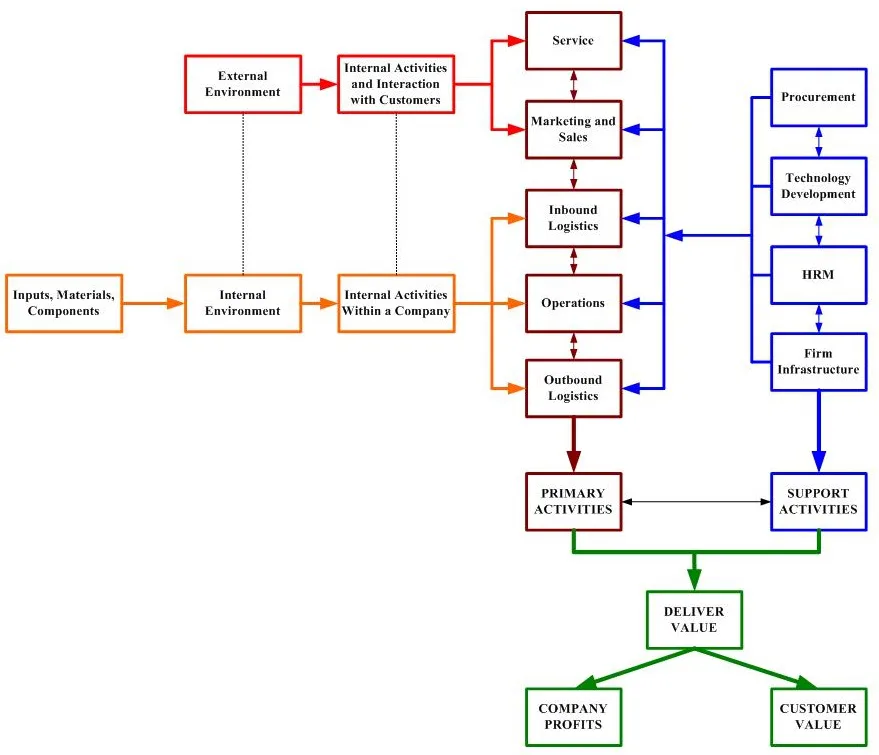 Service
External
Environment
Internal Activities
and Interaction
with Customers
Procurement
Marketing and
Sales
Technology
Development
Inbound
Logistics
Inputs, Materials,
Components
Internal
Environment
Internal Activities
Within a Company
Operations
HRM
Outbound
Logistics
Firm
Infrastructure
PRIMARY
ACTIVITIES
SUPPORT
ACTIVITIES
DELIVER
VALUE
COMPANY
PROFITS
CUSTOMER
VALUE